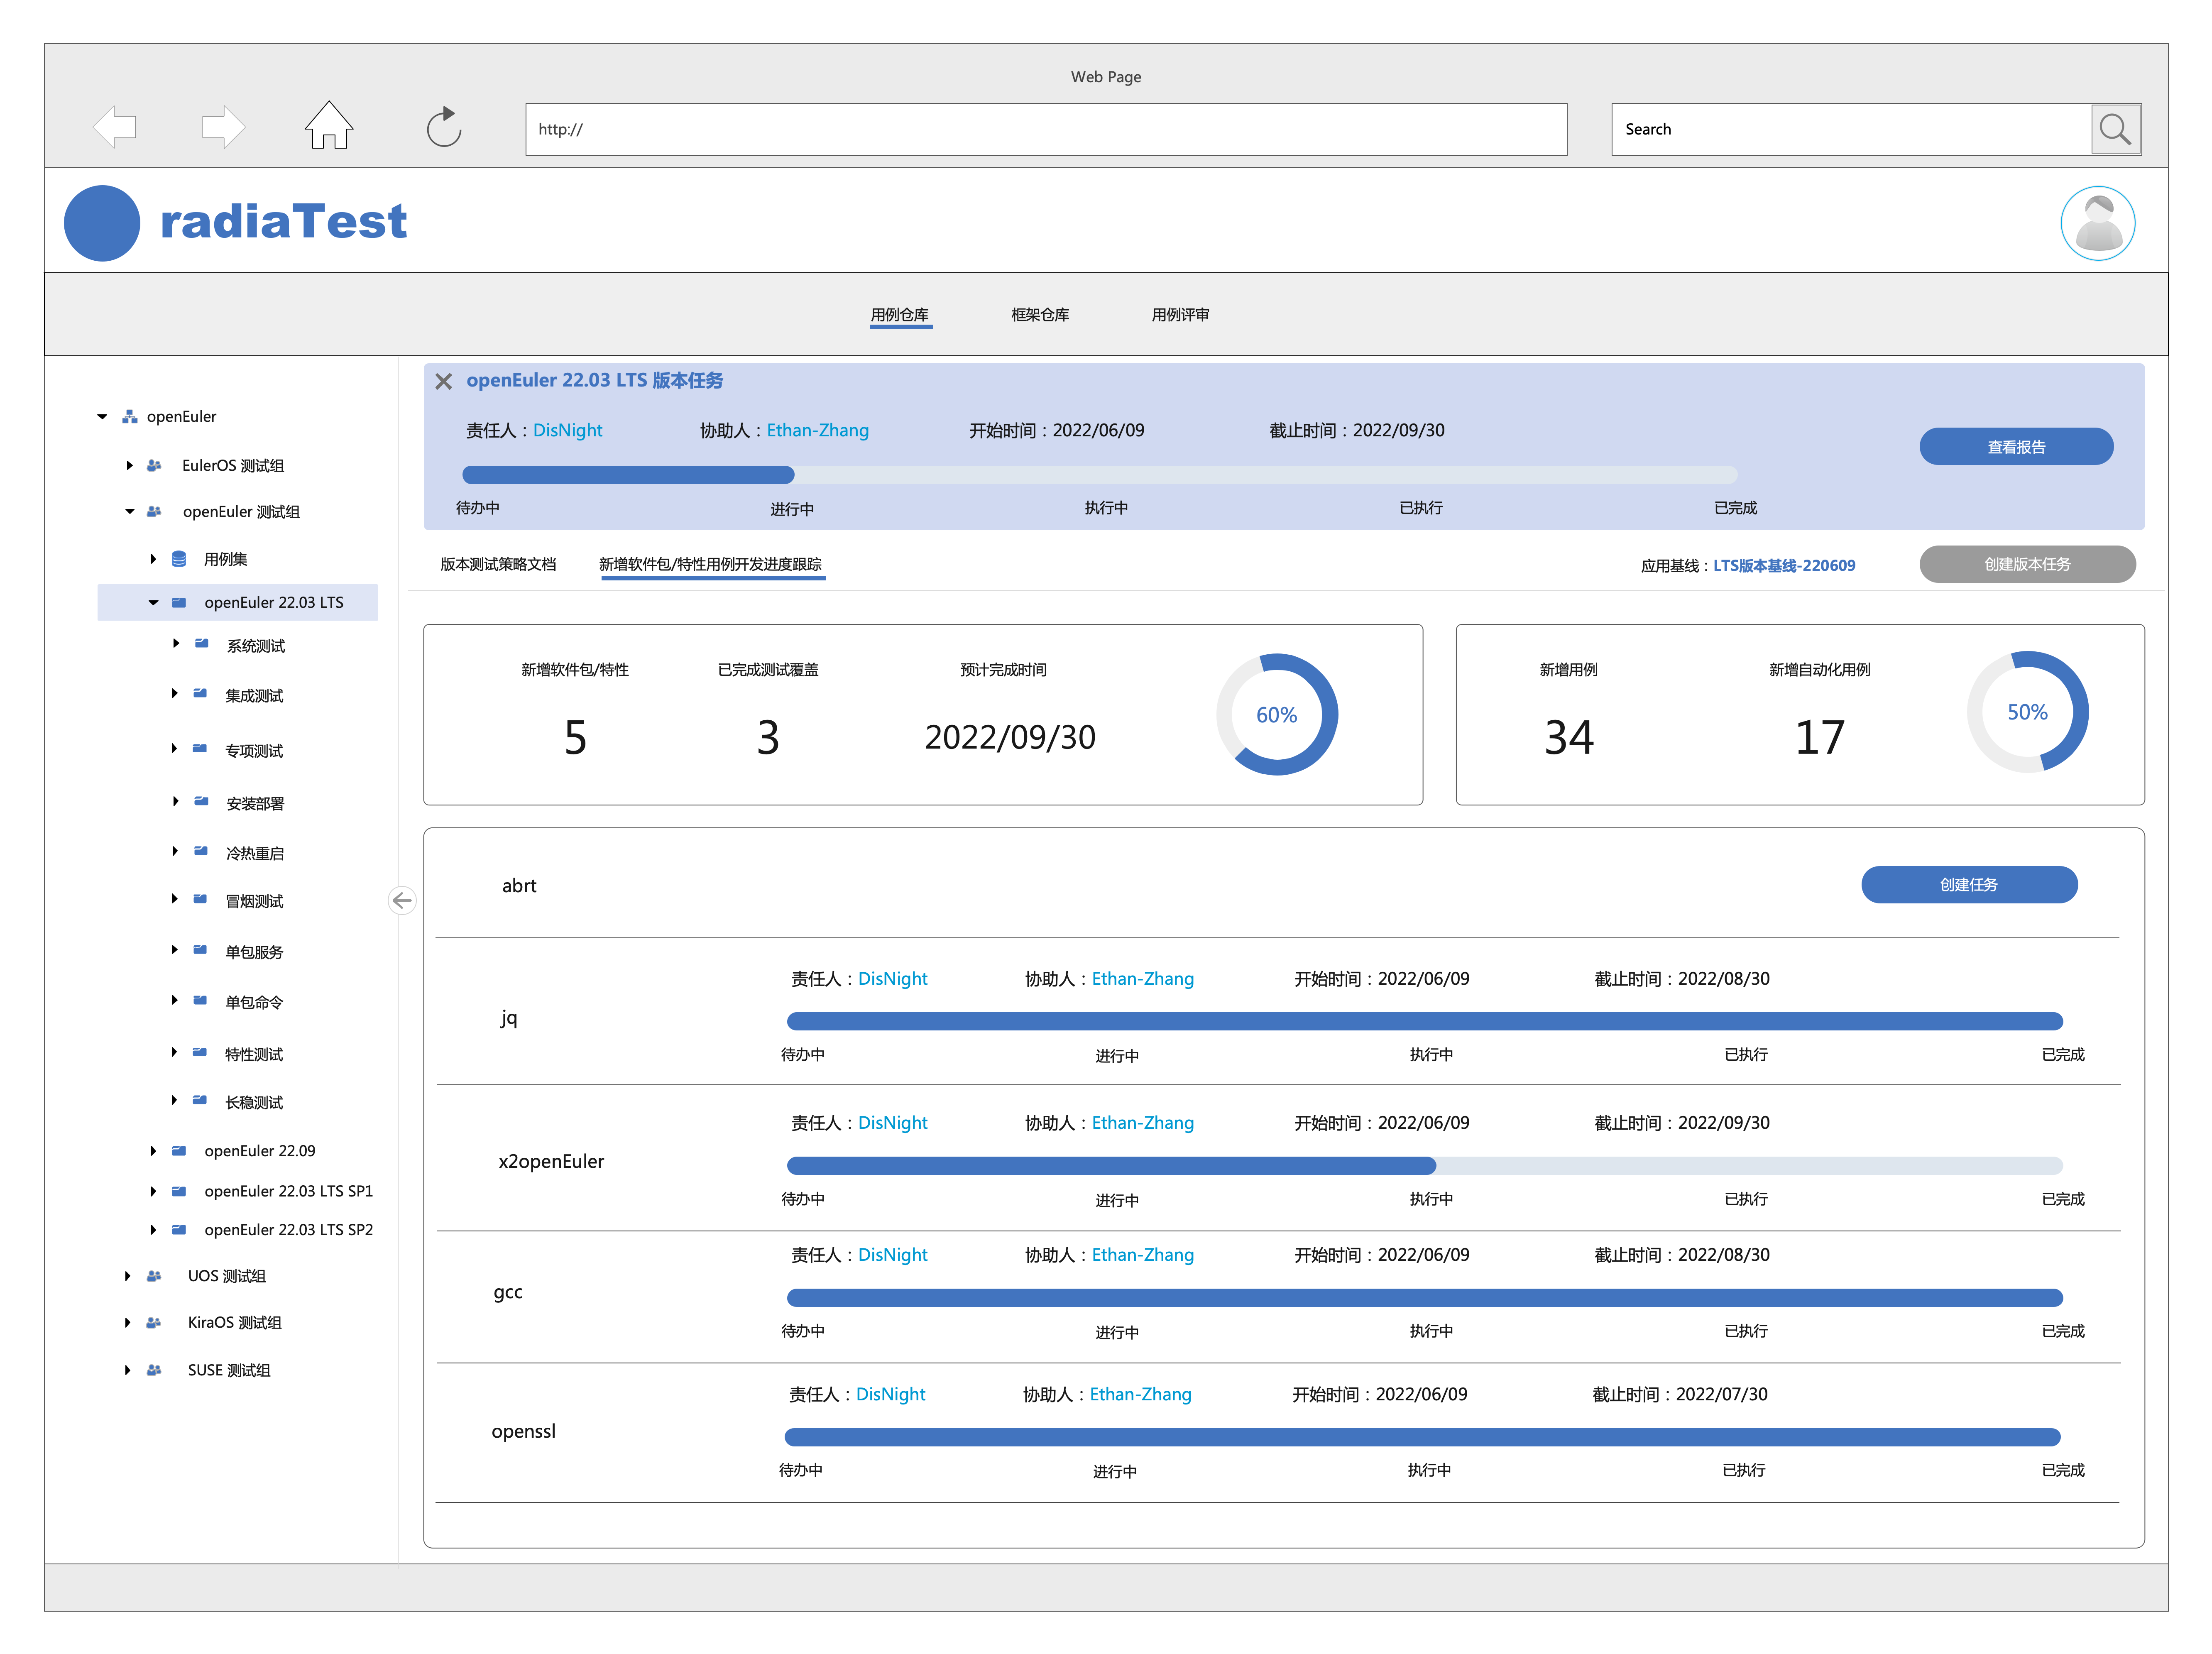 Web Page
http://
Search
radiaTest
用例仓库 框架仓库 用例评审
openEuler
EulerOS 测试组
openEuler 测试组
用例集
openEuler 22.03 LTS
系统测试
集成测试
专项测试
安装部署
冷热重启
冒烟测试
单包服务
单包命令
特性测试
长稳测试
openEuler 22.09
openEuler 22.03 LTS SP1
openEuler 22.03 LTS SP2
UOS 测试组
KiraOS 测试组
SUSE 测试组
openEuler 22.03 LTS 版本任务
责任人：DisNight 协助人：Ethan-Zhang 开始时间：2022/06/09 截止时间：2022/09/30
查看报告
待办中 进行中 执行中 已执行 已完成
版本测试策略文档 新增软件包/特性用例开发进度跟踪 应用基线：LTS版本基线-220609 创建版本任务
新增软件包/特性 已完成测试覆盖 预计完成时间
5 3 2022/09/30 60%
新增用例 新增自动化用例
34 17 50%
abrt 创建任务
责任人：DisNight 协助人：Ethan-Zhang 开始时间：2022/06/09 截止时间：2022/08/30
jq
待办中 进行中 执行中 已执行 已完成
责任人：DisNight 协助人：Ethan-Zhang 开始时间：2022/06/09 截止时间：2022/09/30
x2openEuler
待办中 进行中 执行中 已执行 已完成
责任人：DisNight 协助人：Ethan-Zhang 开始时间：2022/06/09 截止时间：2022/08/30
gcc
待办中 进行中 执行中 已执行 已完成
责任人：DisNight 协助人：Ethan-Zhang 开始时间：2022/06/09 截止时间：2022/07/30
openssl
待办中 进行中 执行中 已执行 已完成